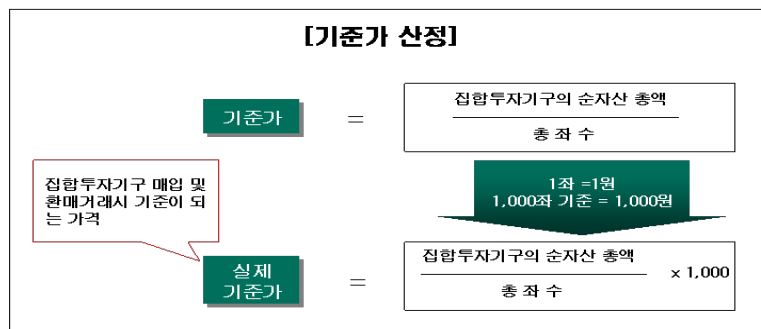 [기준가 산정]
기준가
=
집합투자기구의 순자산 총액
총 좌 수
집합투자기구 매입 및
환매거래시 기준이 되
는 가격
1좌 =1원
1,000좌 기준 = 1,000원
실제
기준가
=
집합투자기구의 순자산 총액
총 좌 수
x 1,000